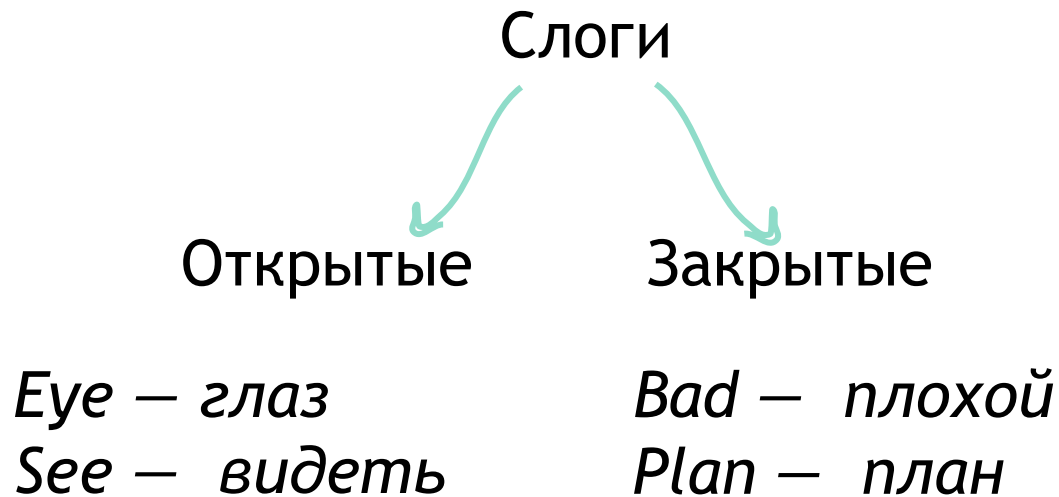 Слоги
Открытые
Закрытые
Eye — глаз
See — видеть
Bad — плохой
Plan — план